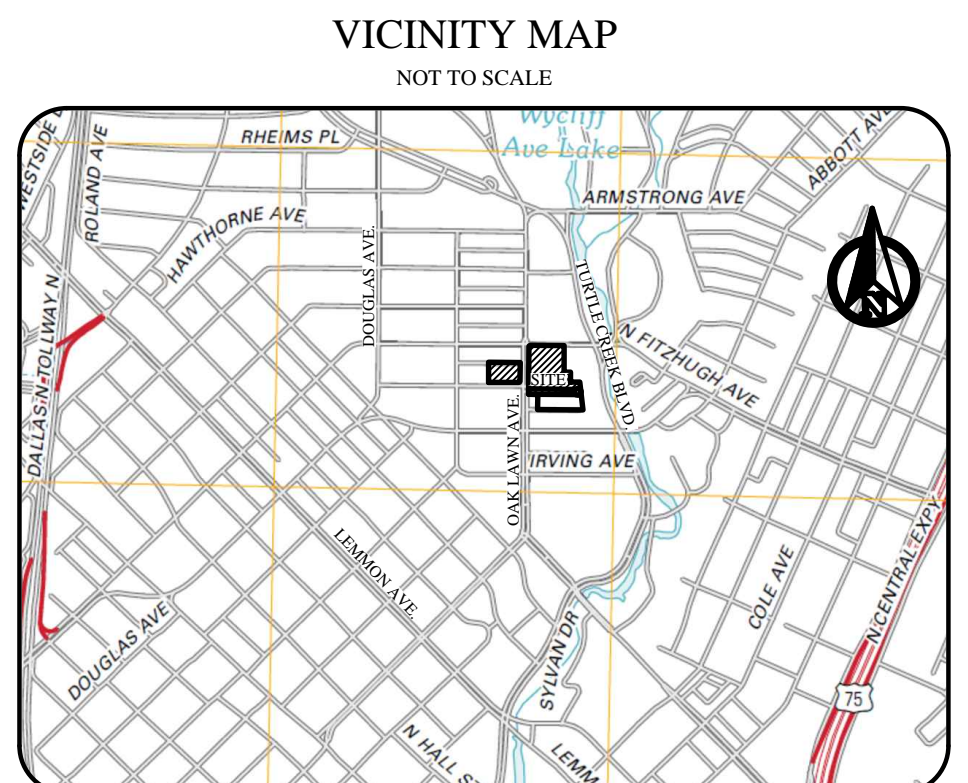 VICINITY MAP
NOT TO SCALE
Wycliff
Ave Lake
WESTSIDE
ROLAND AVE
RHEIMS PL
ABBOTT AVE
ARMSTRONG AVE
HAWTHORNE AVE
DOUGLAS AVE.
TURTLE CREEK BLVD.
N
DALLAS N TOLLWAY N
N FITZHUGH AVE
SITE
OAK LAWN AVE.
IRVING AVE
LEMMON AVE.
COLE AVE
N CENTRAL EXPY
DOUGLAS AVE
SYLVAN DR
75
N HALL S
LEMM